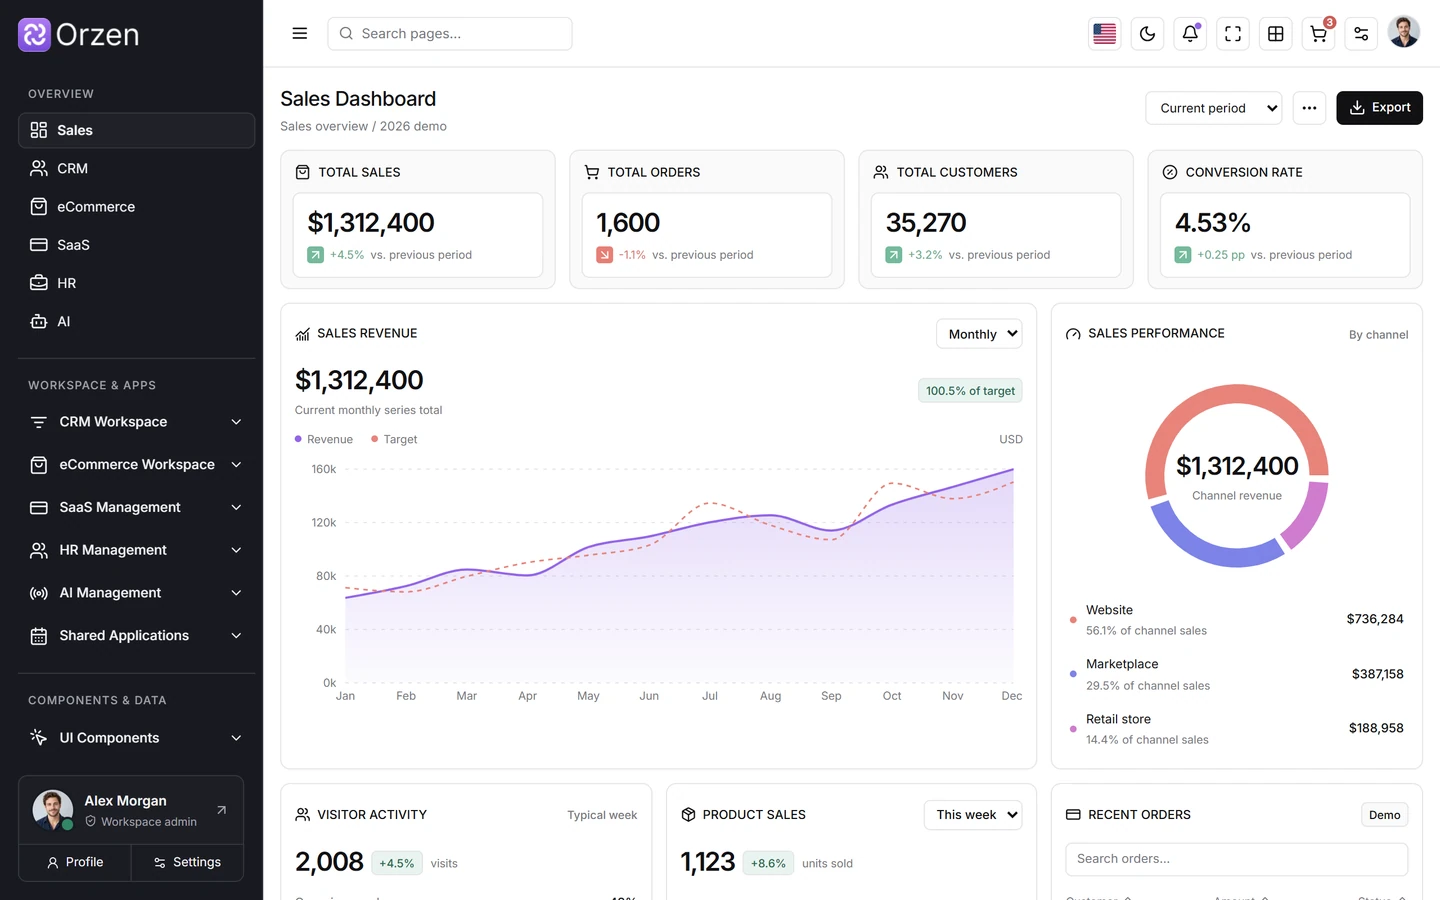 Orzen
OVERVIEW
Sales
CRM
eCommerce
SaaS
HR
AI
WORKSPACE & APPS
CRM Workspace
eCommerce Workspace
SaaS Management
HR Management
AI Management
Shared Applications
COMPONENTS & DATA
UI Components
Alex Morgan
Workspace admin
Profile
Settings
Search pages...
3
Sales Dashboard
Sales overview / 2026 demo
Current period
Export
TOTAL SALES
$1,312,400
+4.5% vs. previous period
TOTAL ORDERS
1,600
-1.1% vs. previous period
TOTAL CUSTOMERS
35,270
+3.2% vs. previous period
CONVERSION RATE
4.53%
+0.25 pp vs. previous period
SALES REVENUE
Monthly
$1,312,400
Current monthly series total
100.5% of target
Revenue
Target
USD
160k
120k
80k
40k
0k
Jan Feb Mar Apr May Jun Jul Aug Sep Oct Nov Dec
SALES PERFORMANCE
By channel
$1,312,400
Channel revenue
Website
56.1% of channel sales
$736,284
Marketplace
29.5% of channel sales
$387,158
Retail store
14.4% of channel sales
$188,958
VISITOR ACTIVITY
Typical week
2,008 +4.5% visits
PRODUCT SALES
This week
1,123 +8.6% units sold
RECENT ORDERS
Demo
Search orders...
Customer Amount Status